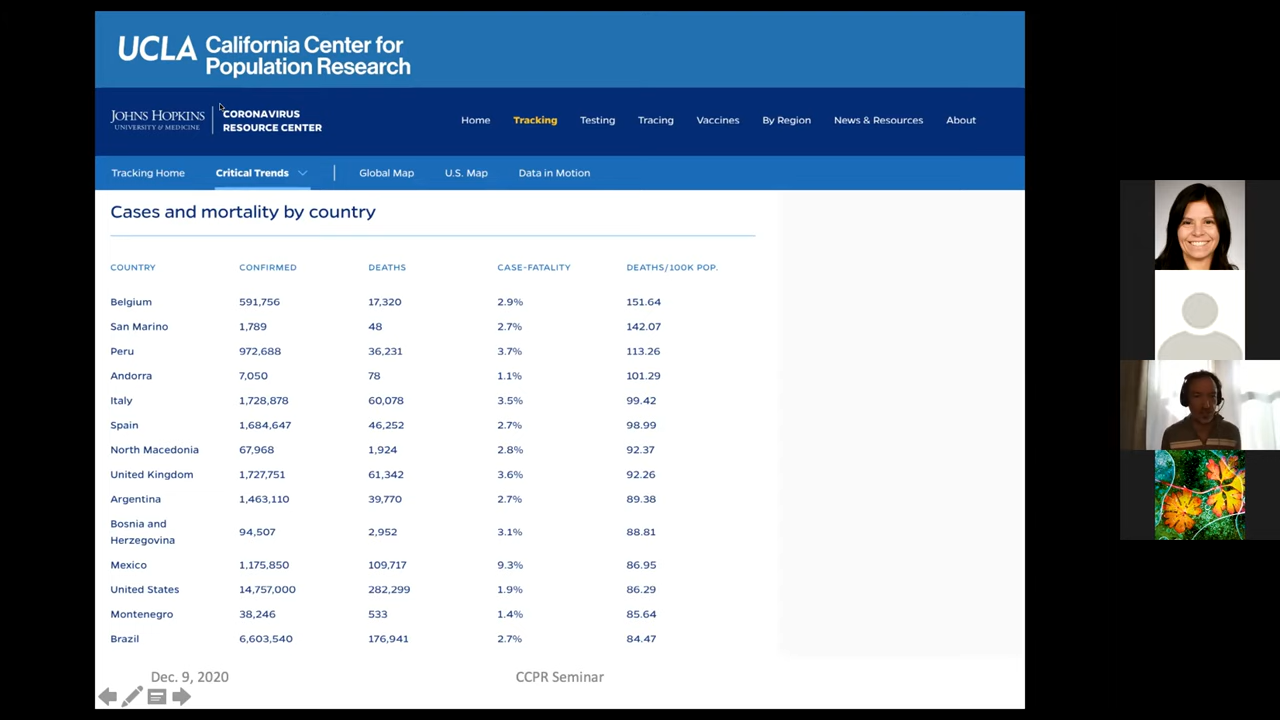 UCLA California Center for
Population Research
JOHNS HOPKINS
UNIVERSITY & MEDICINE
CORONAVIRUS
RESOURCE CENTER
Home Tracking Testing Tracing Vaccines By Region News & Resources About
Tracking Home Critical Trends Global Map U.S. Map Data in Motion
Cases and mortality by country
COUNTRY CONFIRMED DEATHS CASE-FATALITY DEATHS/100K POP.
Belgium 591,756 17,320 2.9% 151.64
San Marino 1,789 48 2.7% 142.07
Peru 972,688 36,231 3.7% 113.26
Andorra 7,050 78 1.1% 101.29
Italy 1,728,878 60,078 3.5% 99.42
Spain 1,684,647 46,252 2.7% 98.99
North Macedonia 67,968 1,924 2.8% 92.37
United Kingdom 1,727,751 61,342 3.6% 92.26
Argentina 1,463,110 39,770 2.7% 89.38
Bosnia and
Herzegovina 94,507 2,952 3.1% 88.81
Mexico 1,175,850 109,717 9.3% 86.95
United States 14,757,000 282,299 1.9% 86.29
Montenegro 38,246 533 1.4% 85.64
Brazil 6,603,540 176,941 2.7% 84.47
Dec. 9, 2020 CCPR Seminar